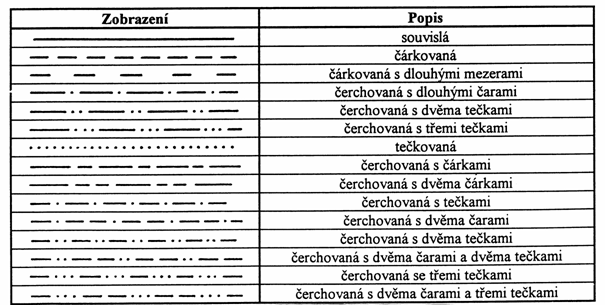 Zobrazení Popis
souvislá
čárkovaná
čárkovaná s dlouhými mezerami
čerchovaná s dlouhými čarami
čerchovaná s dvěma tečkami
čerchovaná s třemi tečkami
tečkovaná
čerchovaná s čárkami
čerchovaná s dvěma čárkami
čerchovaná s tečkami
čerchovaná s dvěma čarami
čerchovaná s dvěma tečkami
čerchovaná s dvěma čarami a dvěma tečkami
čerchovaná se třemi tečkami
čerchovaná s dvěma čarami a třemi tečkami